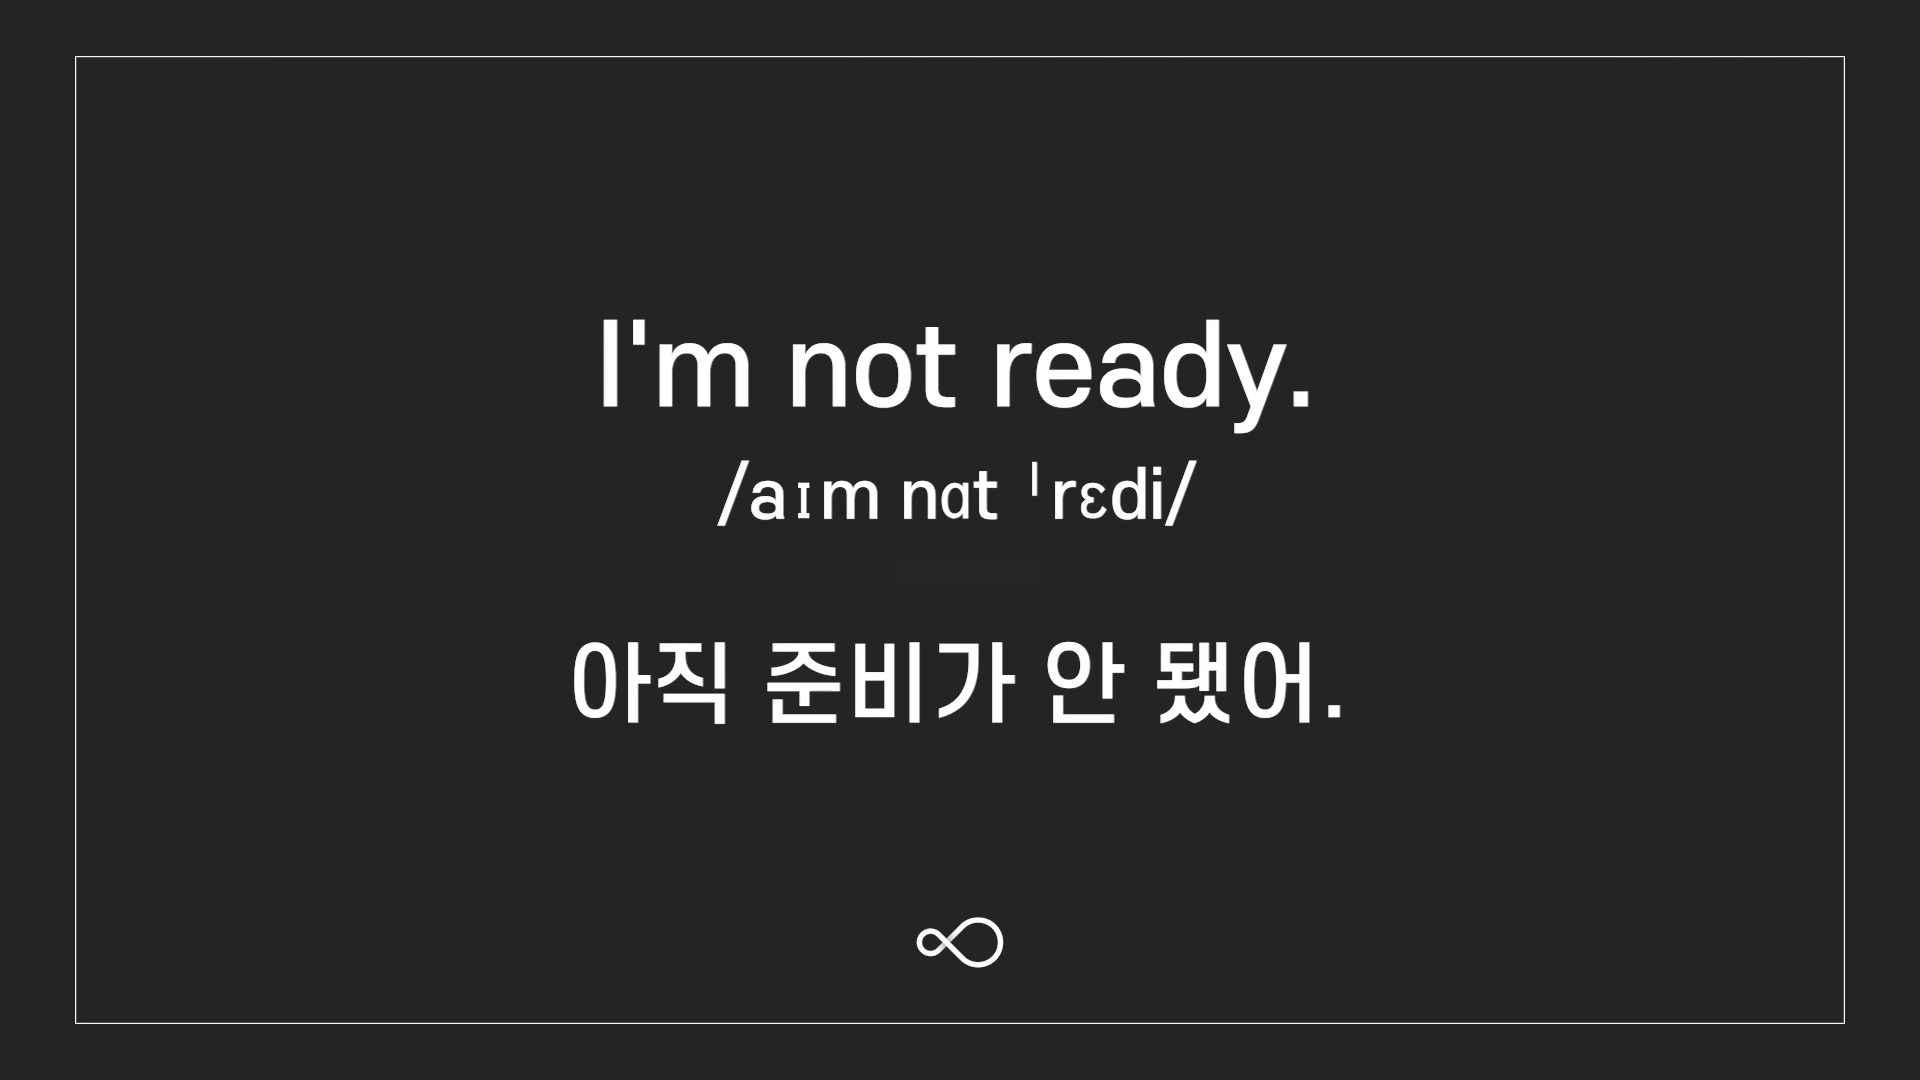 I'm not ready.
/aɪm nɑt ˈrɛdi/
아직 준비가 안 됐어.